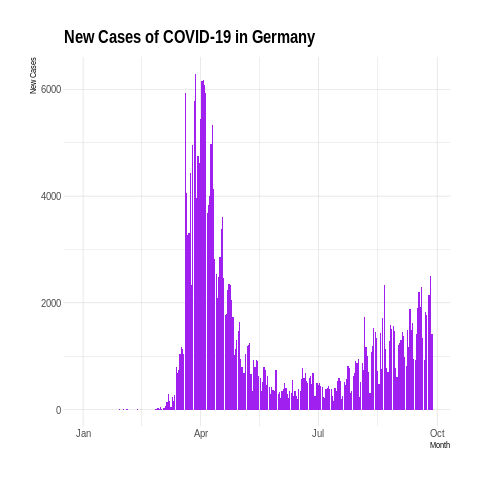 New Cases of COVID-19 in Germany
New Cases
6000
4000
2000
0
Jan
Apr
Jul
Oct
Month